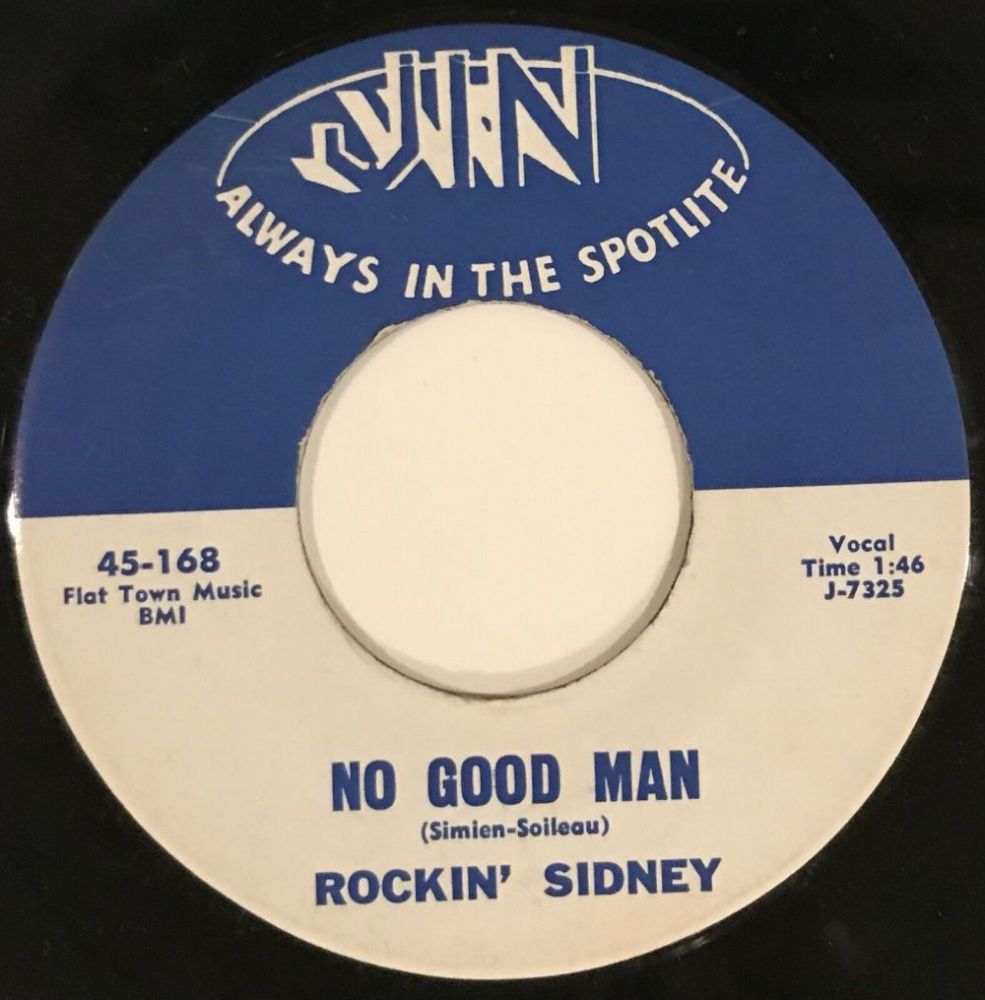 JIN
ALWAYS IN THE SPOTLITE
45-168
Flat Town Music
BMI
Vocal
Time 1:46
J-7325
NO GOOD MAN
(Simien-Soileau)
ROCKIN' SIDNEY